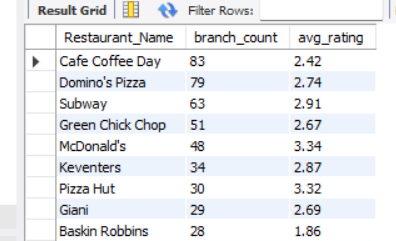 Result Grid Filter Rows:
Restaurant_Name branch_count avg_rating
Cafe Coffee Day 83 2.42
Domino's Pizza 79 2.74
Subway 63 2.91
Green Chick Chop 51 2.67
McDonald's 48 3.34
Keventers 34 2.87
Pizza Hut 30 3.32
Giani 29 2.69
Baskin Robbins 28 1.86